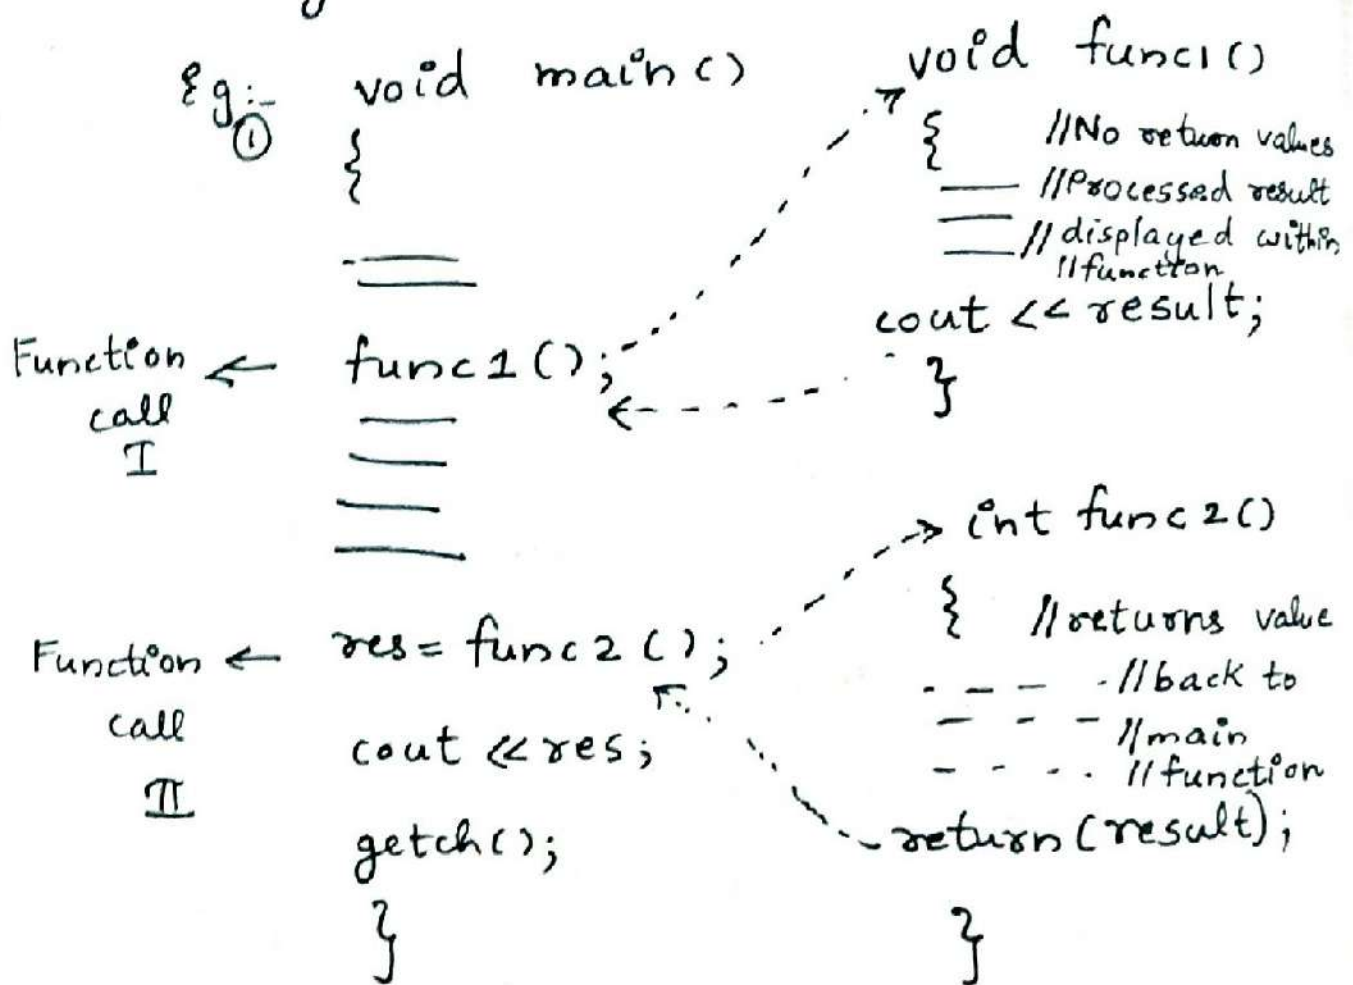 Eg:-
①
void main()
{
Function call I
func1();
Function call II
res = func2();
cout << res;
getch();
}
void func1()
{ //No return values
//Processed result
//displayed within
//function
cout << result;
}
int func2()
{ //returns value
//back to
//main
//function
return(result);
}